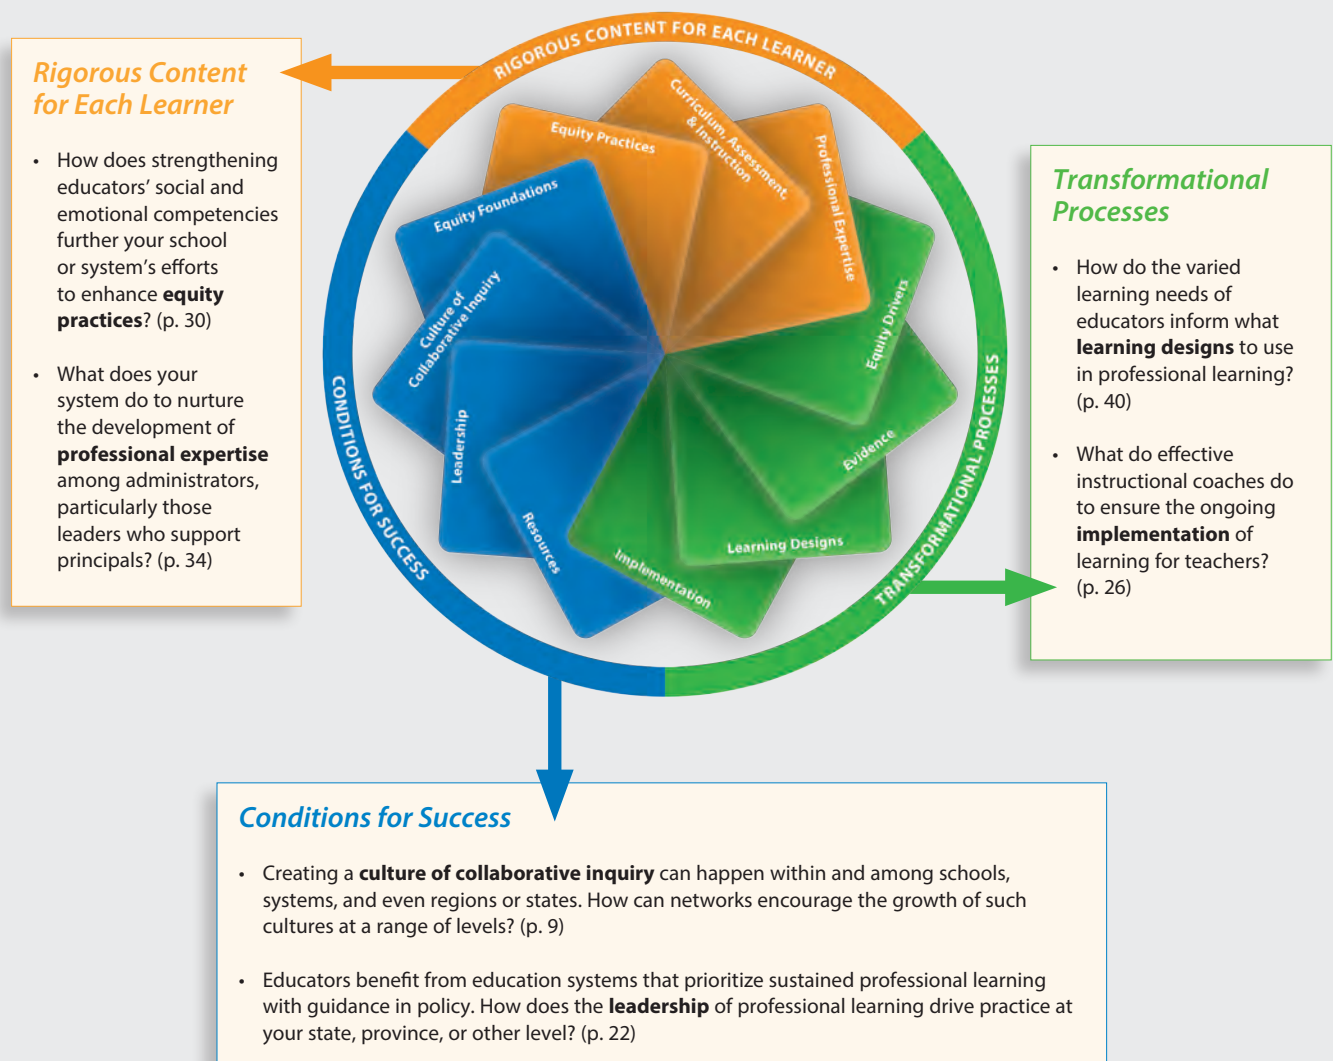 RIGOROUS CONTENT FOR EACH LEARNER
Rigorous Content
for Each Learner
• How does strengthening
educators’ social and
emotional competencies
further your school
or system’s efforts
to enhance equity
practices? (p. 30)
• What does your
system do to nurture
the development of
professional expertise
among administrators,
particularly those
leaders who support
principals? (p. 34)
Curriculum, Assessment,
& Instruction
Equity Practices
Professional Expertise
Equity Foundations
Culture of
Collaborative Inquiry
Leadership
Resources
Equity Drivers
Evidence
Learning Designs
Implementation
CONDITIONS FOR SUCCESS
TRANSFORMATIONAL PROCESSES
Transformational
Processes
• How do the varied
learning needs of
educators inform what
learning designs to use
in professional learning?
(p. 40)
• What do effective
instructional coaches do
to ensure the ongoing
implementation of
learning for teachers?
(p. 26)
Conditions for Success
• Creating a culture of collaborative inquiry can happen within and among schools,
systems, and even regions or states. How can networks encourage the growth of such
cultures at a range of levels? (p. 9)
• Educators benefit from education systems that prioritize sustained professional learning
with guidance in policy. How does the leadership of professional learning drive practice at
your state, province, or other level? (p. 22)